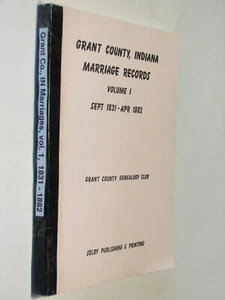 Grant Co., IN Marriages, vol. 1, 1831 - 1882
GRANT COUNTY, INDIANA
MARRIAGE RECORDS
VOLUME I
SEPT 1831 - APR 1882
GRANT COUNTY GENEALOGY CLUB
SELBY PUBLISHING & PRINTING